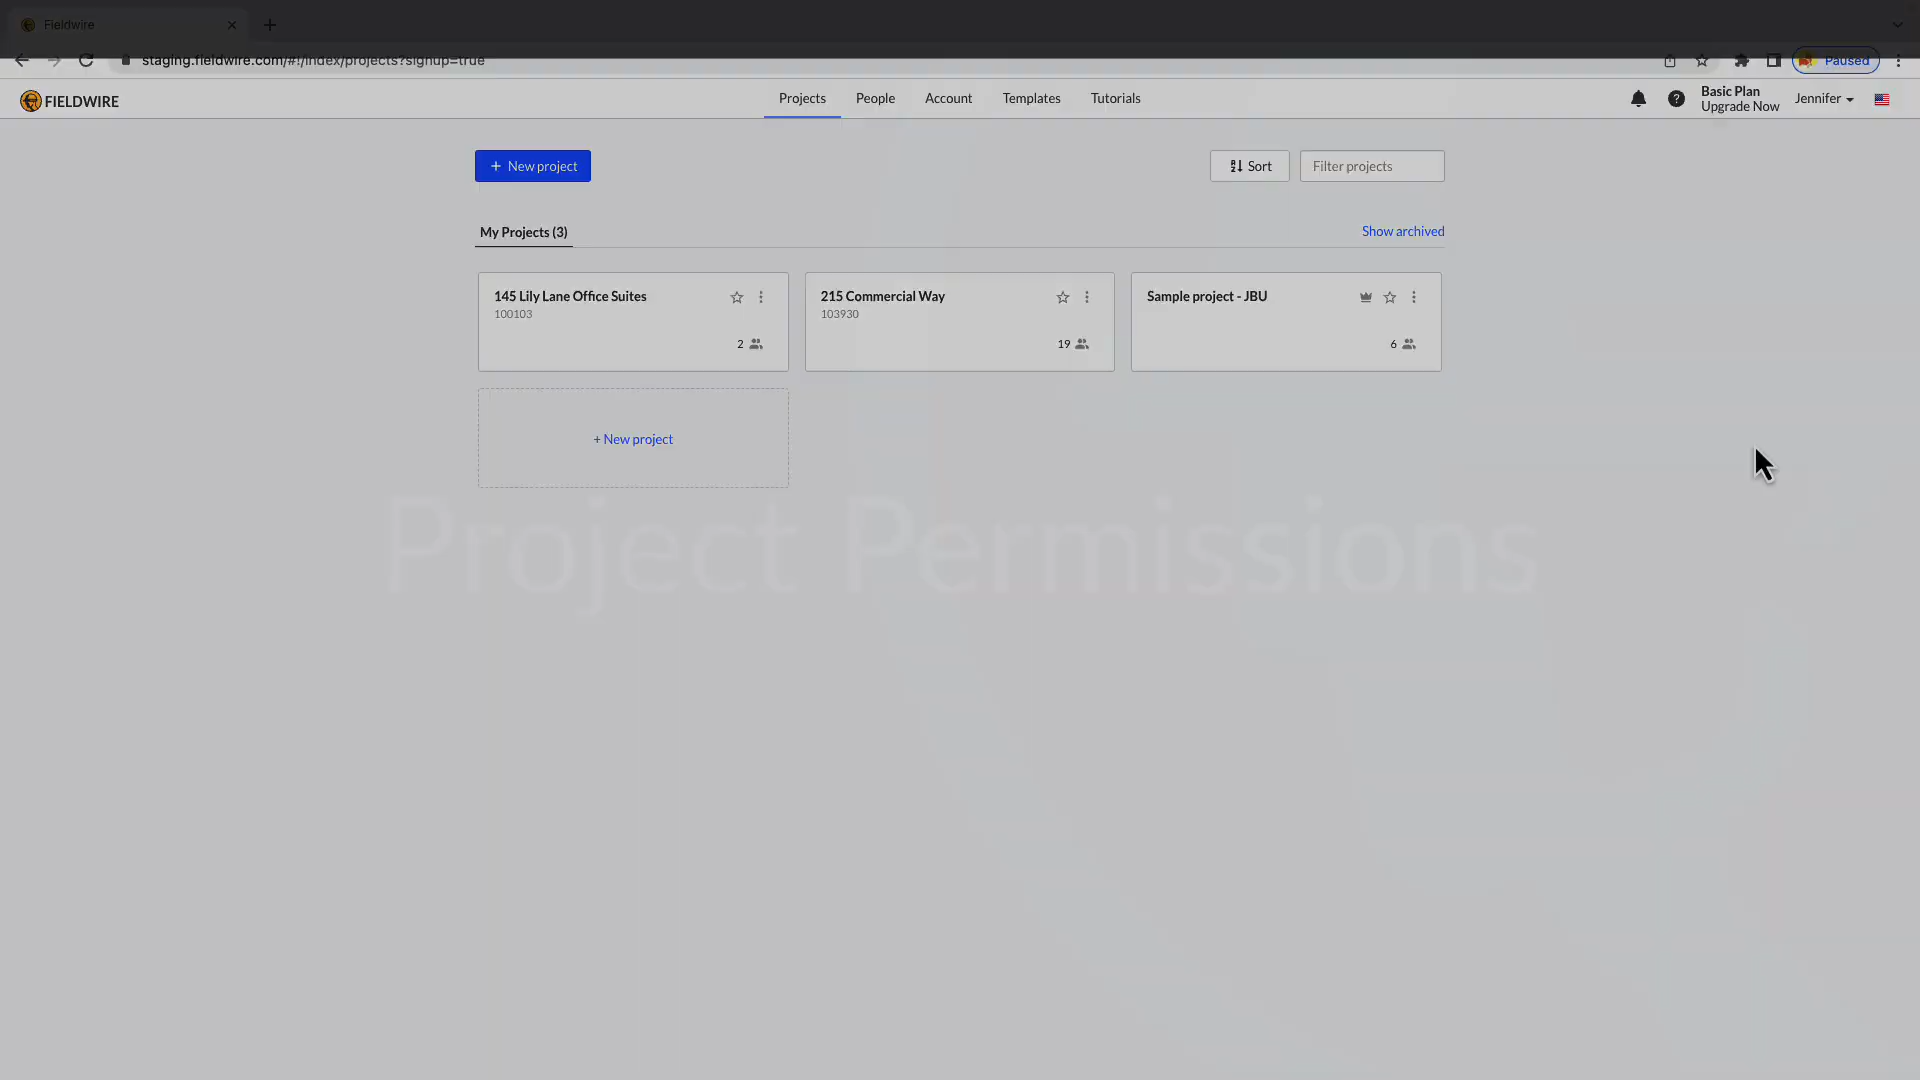 Fieldwire
staging.fieldwire.com/#!/index/projects?signup=true
Paused
FIELDWIRE
Projects
People
Account
Templates
Tutorials
Basic Plan
Upgrade Now
Jennifer
+ New project
Sort
Filter projects
My Projects (3)
Show archived
145 Lily Lane Office Suites
100103
2
215 Commercial Way
103930
19
Sample project - JBU
6
+ New project
Project Permissions